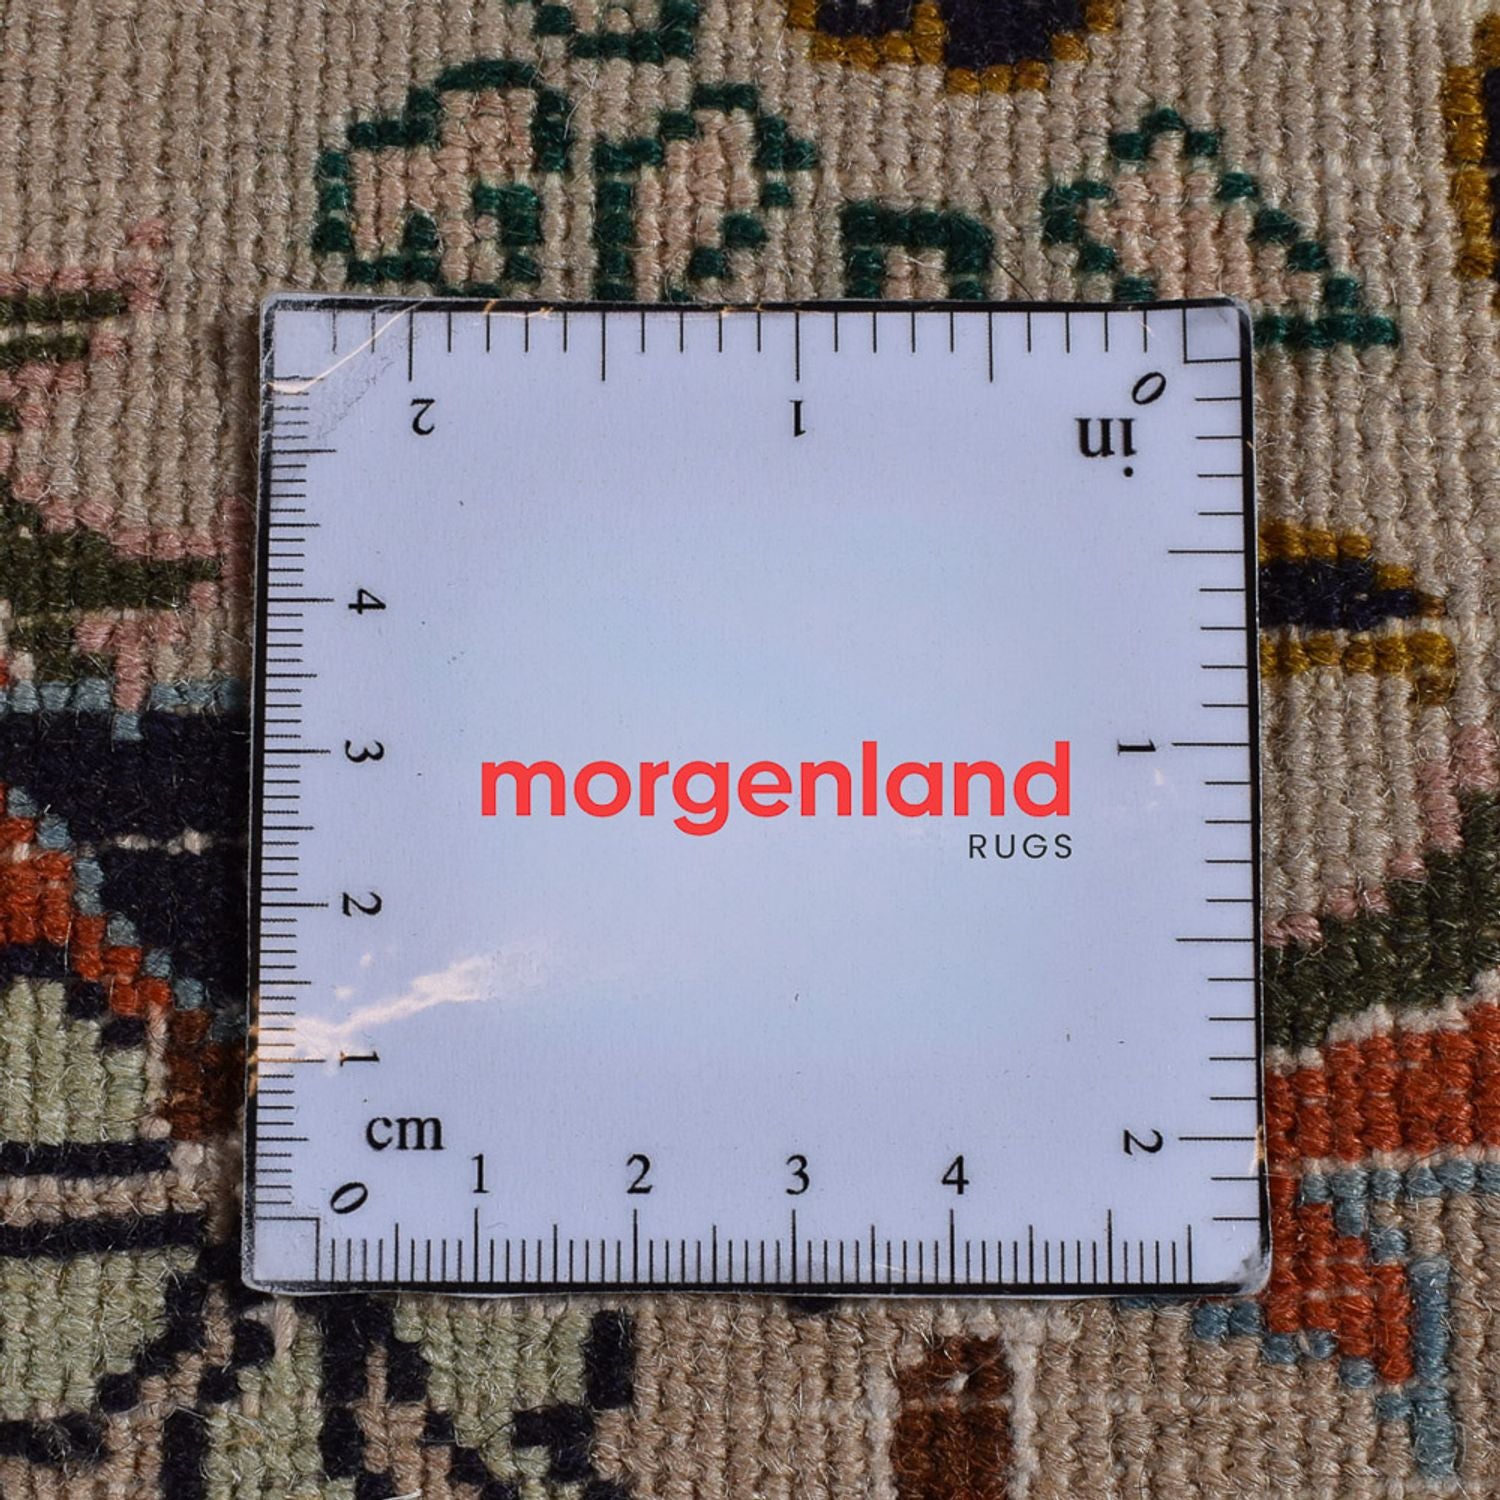 2 1 0
in
4
3 1
morgenland
RUGS
2
1
cm 2
0 1 2 3 4